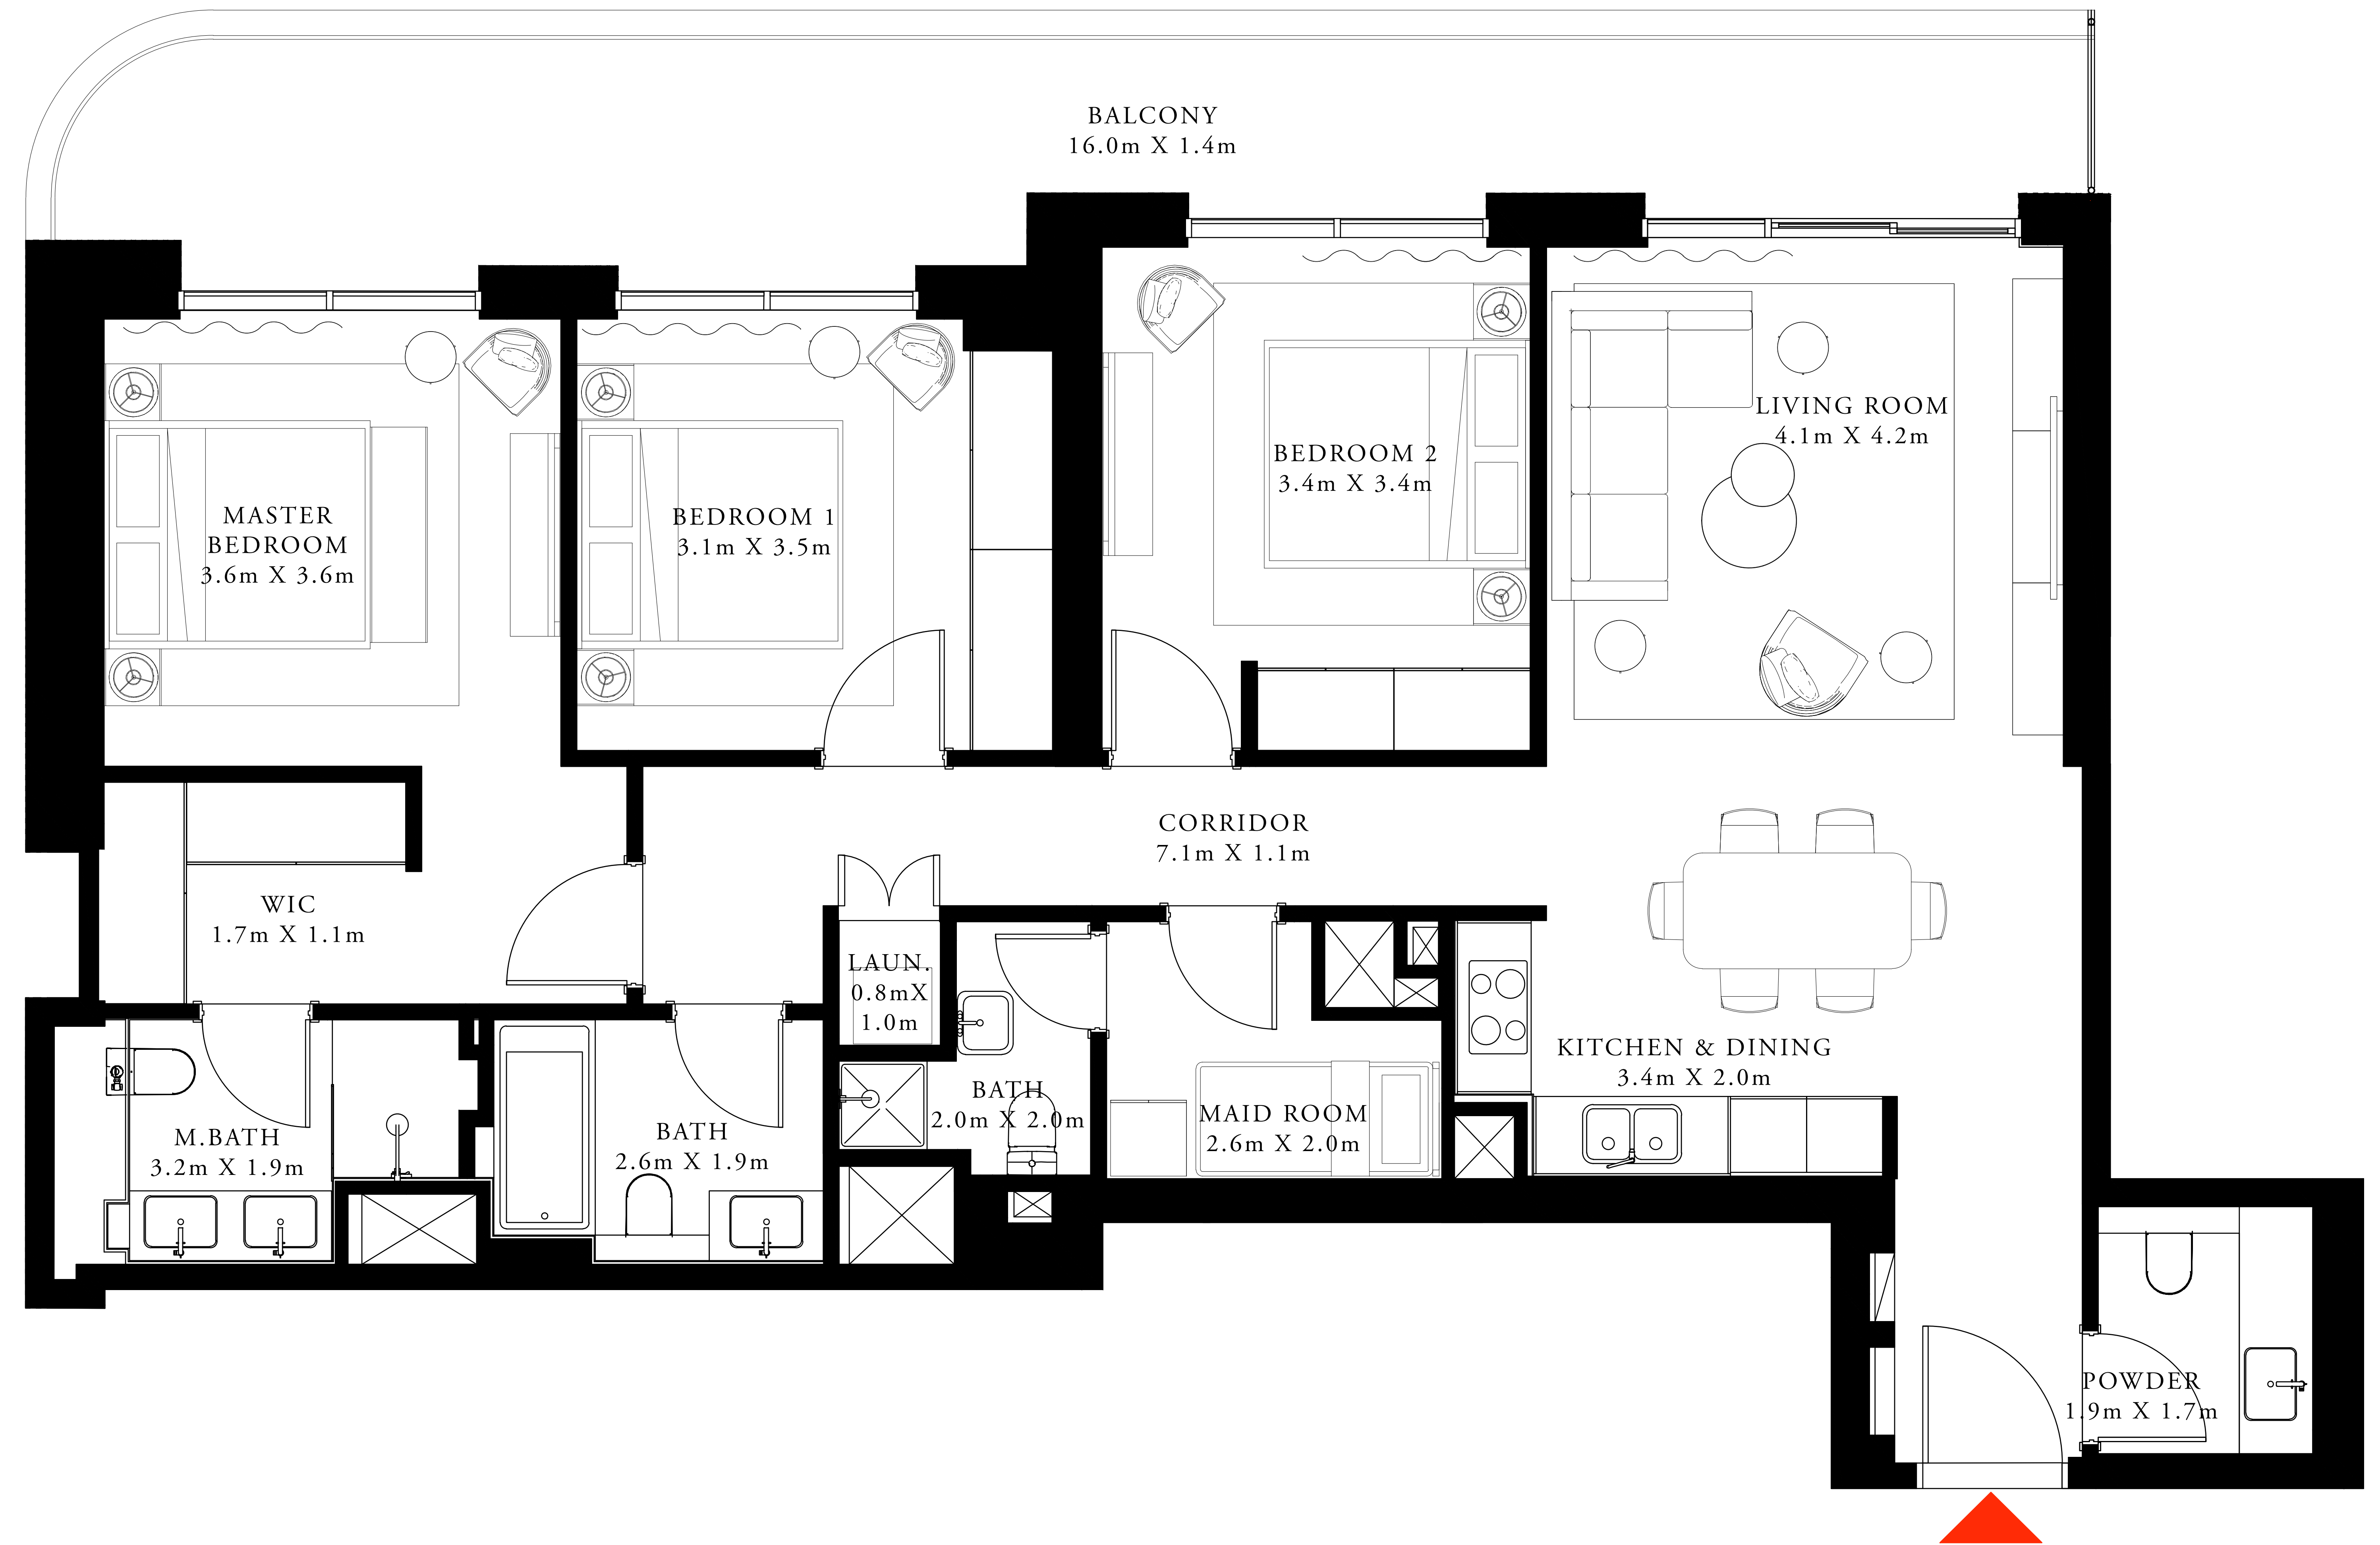 BALCONY
16.0m X 1.4m
LIVING ROOM
4.1m X 4.2m
BEDROOM 2
3.4m X 3.4m
BEDROOM 1
3.1m X 3.5m
MASTER
BEDROOM
3.6m X 3.6m
CORRIDOR
7.1m X 1.1m
WIC
1.7m X 1.1m
LAUN.
0.8mX
1.0m
KITCHEN & DINING
3.4m X 2.0m
BATH
2.0m X 2.0m
MAID ROOM
2.6m X 2.0m
M.BATH
3.2m X 1.9m
BATH
2.6m X 1.9m
POWDER
1.9m X 1.7m